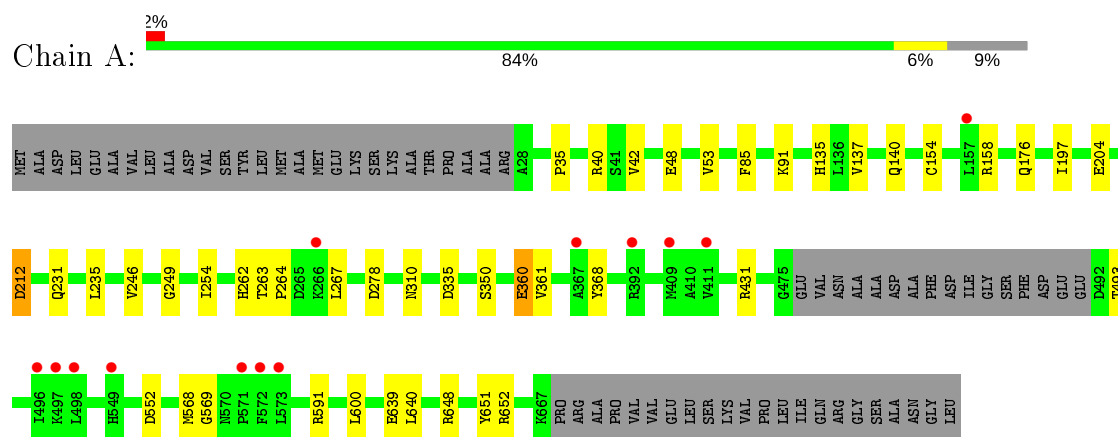 2%
Chain A:
84% 6% 9%
MET ALA ASP LEU GLU ALA VAL LEU ALA ASP VAL SER TYR LEU MET ALA MET GLU LYS SER LYS ALA THR PRO ALA ALA ARG A28 P35 R40 S41 V42 E48 V53 F85 K91 H135 L136 V137 Q140 C154 L157 R158 Q176 I197 E204
D212 Q231 L235 V246 G249 I254 H262 T263 P264 D265 K266 L267 D278 N310 D335 S350 E360 V361 A367 Y368 R392 M409 A410 V411 R431 G475 GLU VAL ASN ALA ALA ASP ALA PHE ASP ILE GLY SER PHE ASP GLU GLU D492
I496 K497 L498 H549 D552 M568 G569 N570 P571 F572 L573 R591 L600 E639 L640 R648 Y651 R652 K667 PRO ARG ALA PRO VAL VAL GLU LEU SER LYS VAL PRO LEU ILE GLN ARG GLY SER ALA ASN GLY LEU